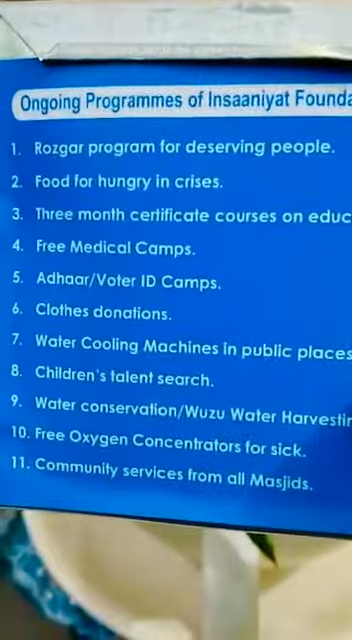 Ongoing Programmes of Insaaniyat Founda
1. Rozgar program for deserving people.
2. Food for hungry in crises.
3. Three month certificate courses on educ
4. Free Medical Camps.
5. Adhaar/Voter ID Camps.
6. Clothes donations.
7. Water Cooling Machines in public places
8. Children's talent search.
9. Water conservation/Wuzu Water Harvestin
10. Free Oxygen Concentrators for sick.
11. Community services from all Masjids.